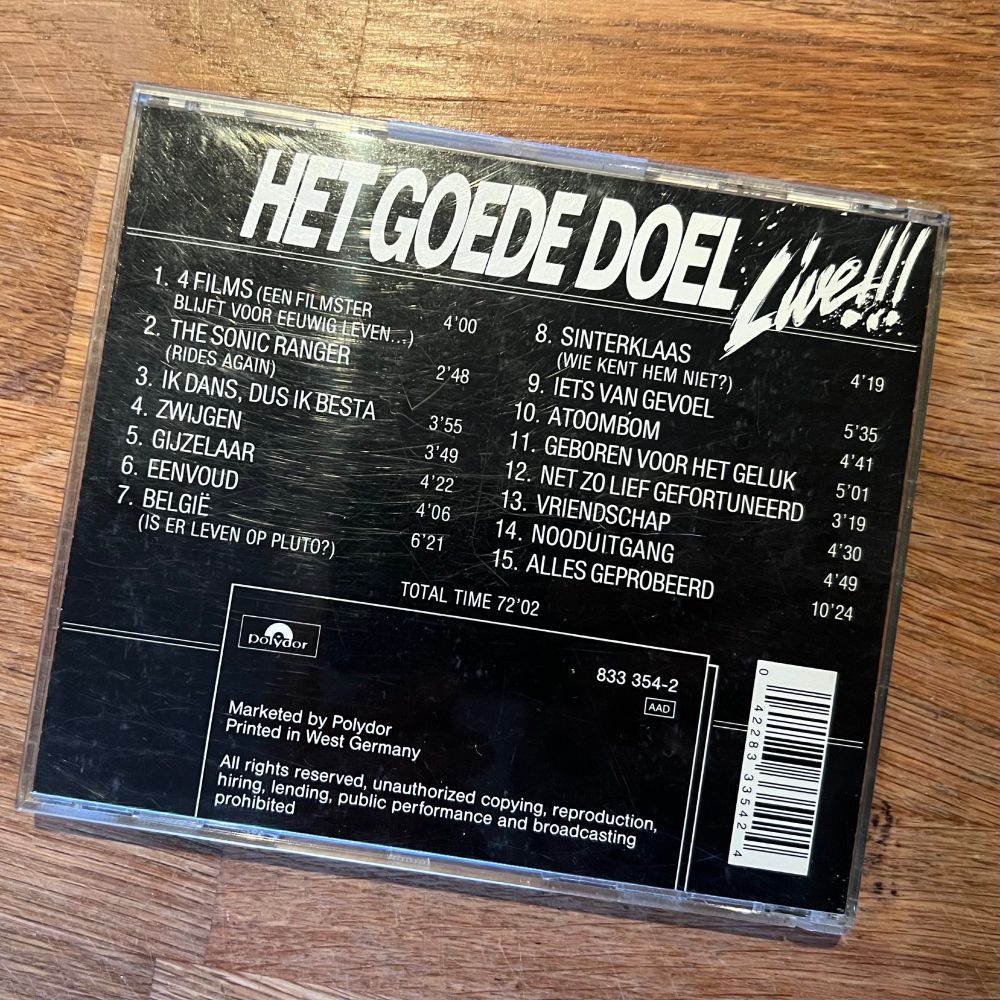 HET GOEDE DOEL Live!!!
1. 4 FILMS (EEN FILMSTER
BLIJFT VOOR EEUWIG LEVEN...) 4'00
2. THE SONIC RANGER
(RIDES AGAIN) 2'48
3. IK DANS, DUS IK BESTA 3'55
4. ZWIJGEN 3'49
5. GIJZELAAR 4'22
6. EENVOUD 4'06
7. BELGIË
(IS ER LEVEN OP PLUTO?) 6'21
8. SINTERKLAAS
(WIE KENT HEM NIET?) 4'19
9. IETS VAN GEVOEL 5'35
10. ATOOMBOM 4'41
11. GEBOREN VOOR HET GELUK 5'01
12. NET ZO LIEF GEFORTUNEERD 3'19
13. VRIENDSCHAP 4'30
14. NOODUITGANG 4'49
15. ALLES GEPROBEERD 10'24
TOTAL TIME 72'02
polydor
833 354-2
AAD
Marketed by Polydor
Printed in West Germany
All rights reserved, unauthorized copying, reproduction,
hiring, lending, public performance and broadcasting
prohibited
0 42283 33542 4